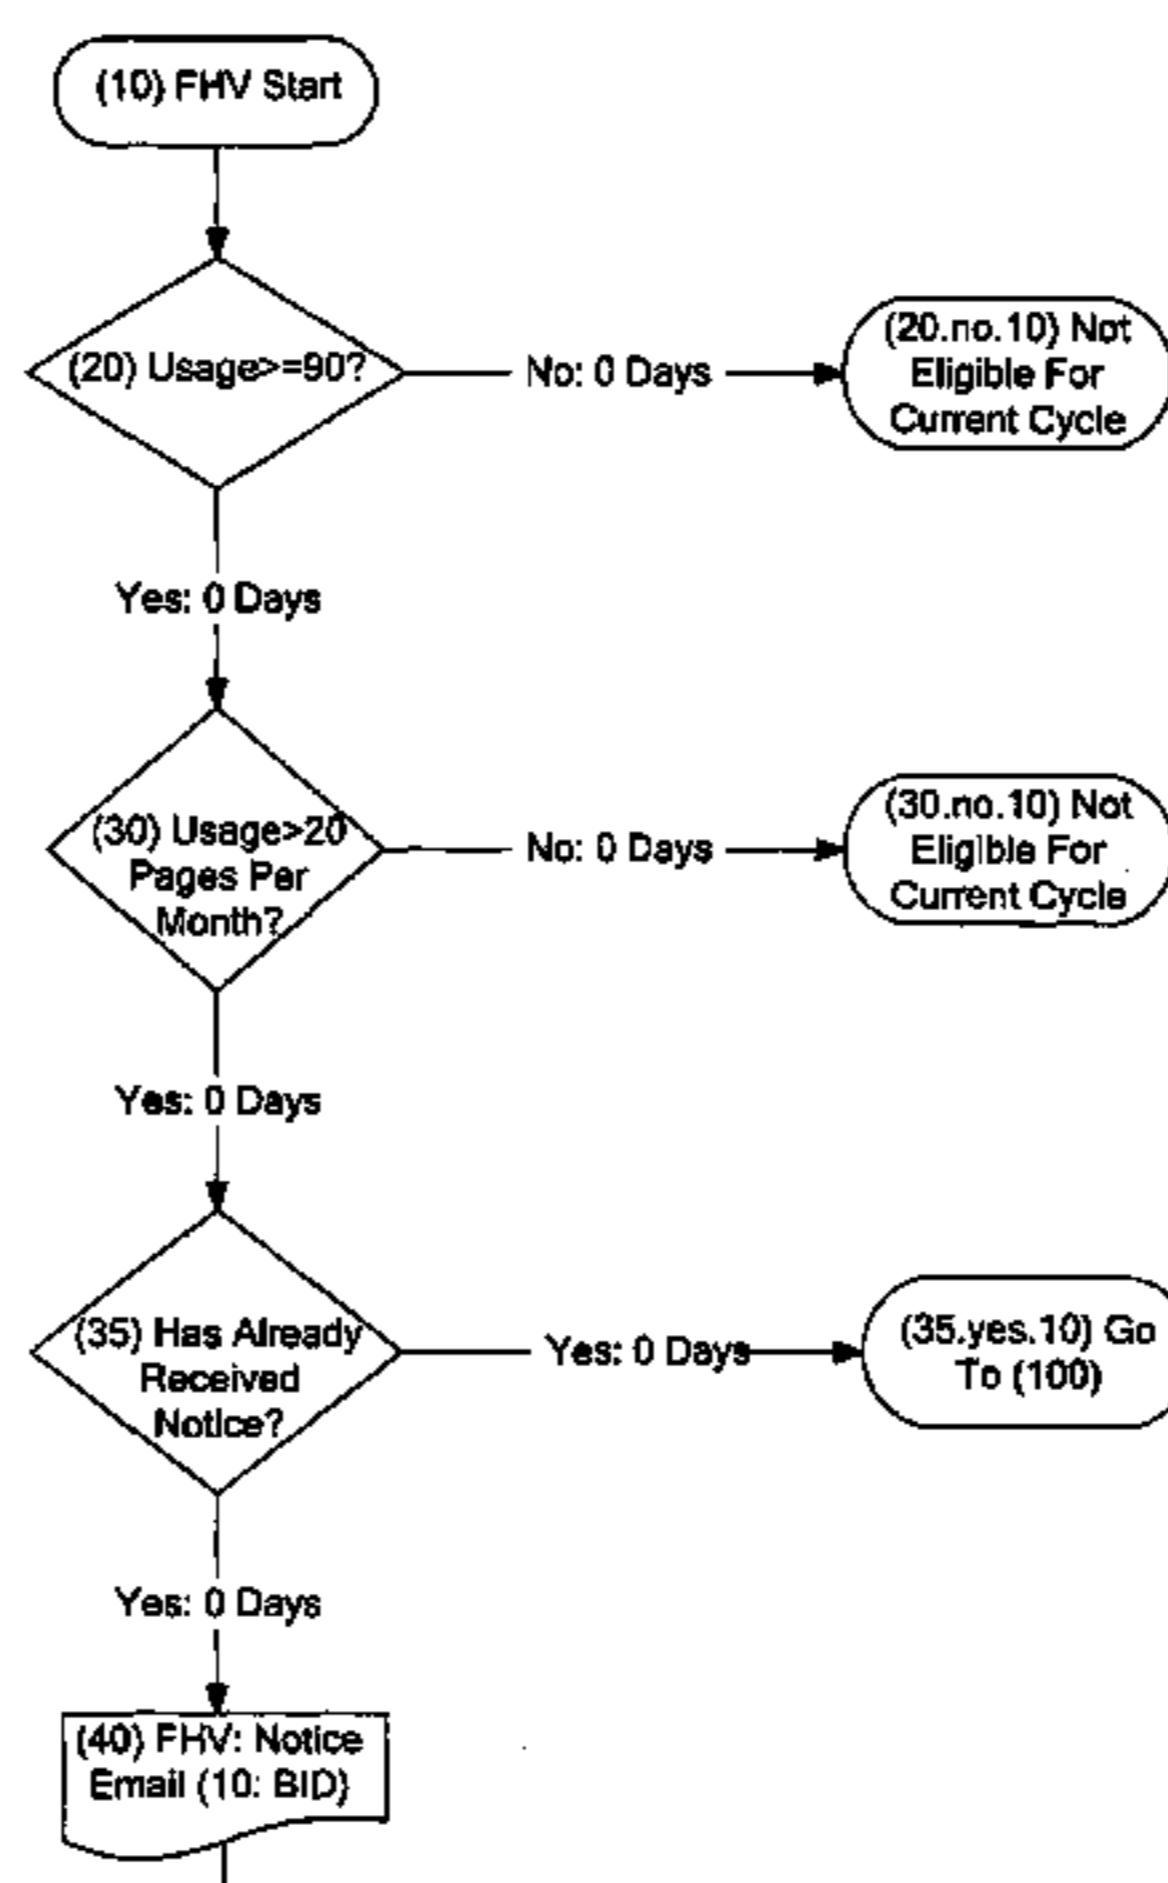 (10) FHV Start
(20) Usage>=90?
No: 0 Days
(20.no.10) Not
Eligible For
Current Cycle
Yes: 0 Days
(30) Usage>20
Pages Per
Month?
No: 0 Days
(30.no.10) Not
Eligible For
Current Cycle
Yes: 0 Days
(35) Has Already
Received
Notice?
Yes: 0 Days
(35.yes.10) Go
To (100)
Yes: 0 Days
(40) FHV: Notice
Email (10: BID)